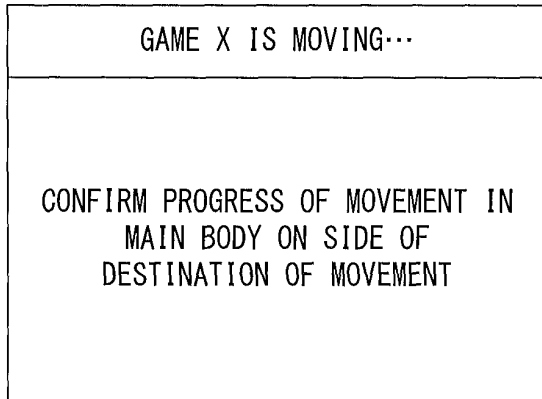 GAME X IS MOVING···
CONFIRM PROGRESS OF MOVEMENT IN
MAIN BODY ON SIDE OF
DESTINATION OF MOVEMENT